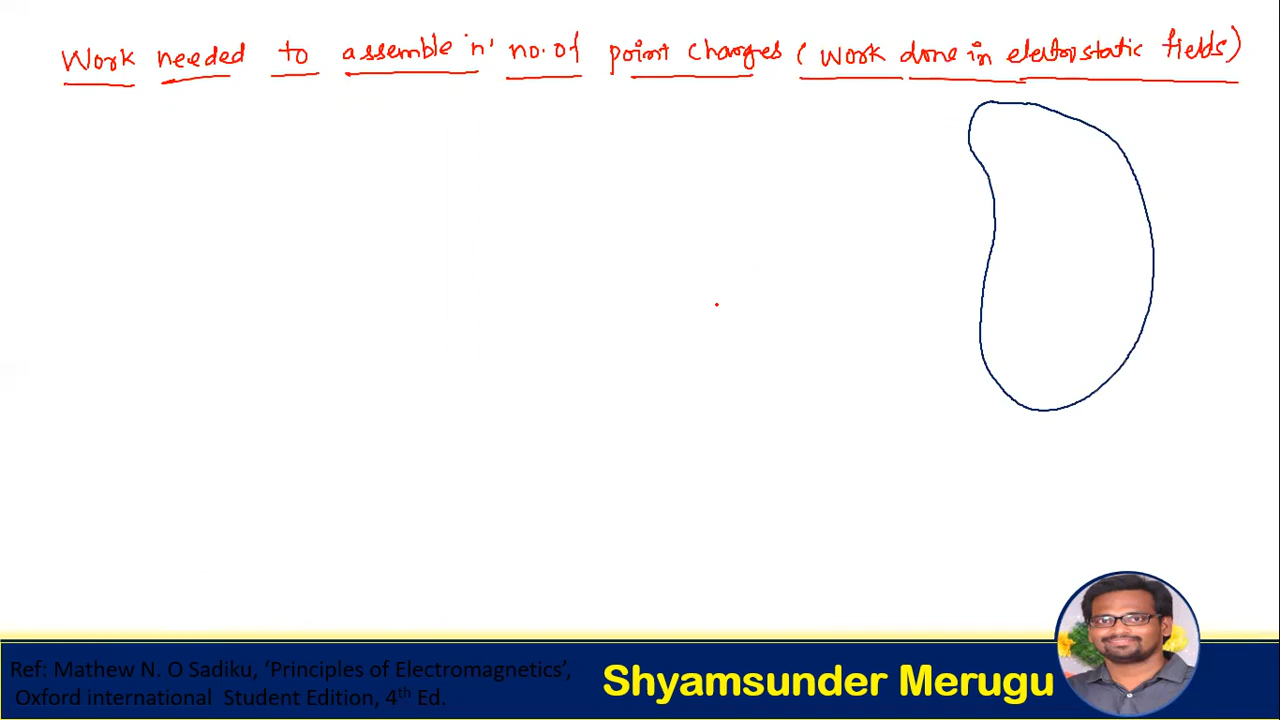 Work needed to assemble 'n' no. of point charges (work done in electrostatic fields)
Ref: Mathew N. O Sadiku, ‘Principles of Electromagnetics’,
Oxford international Student Edition, 4th Ed.
Shyamsunder Merugu